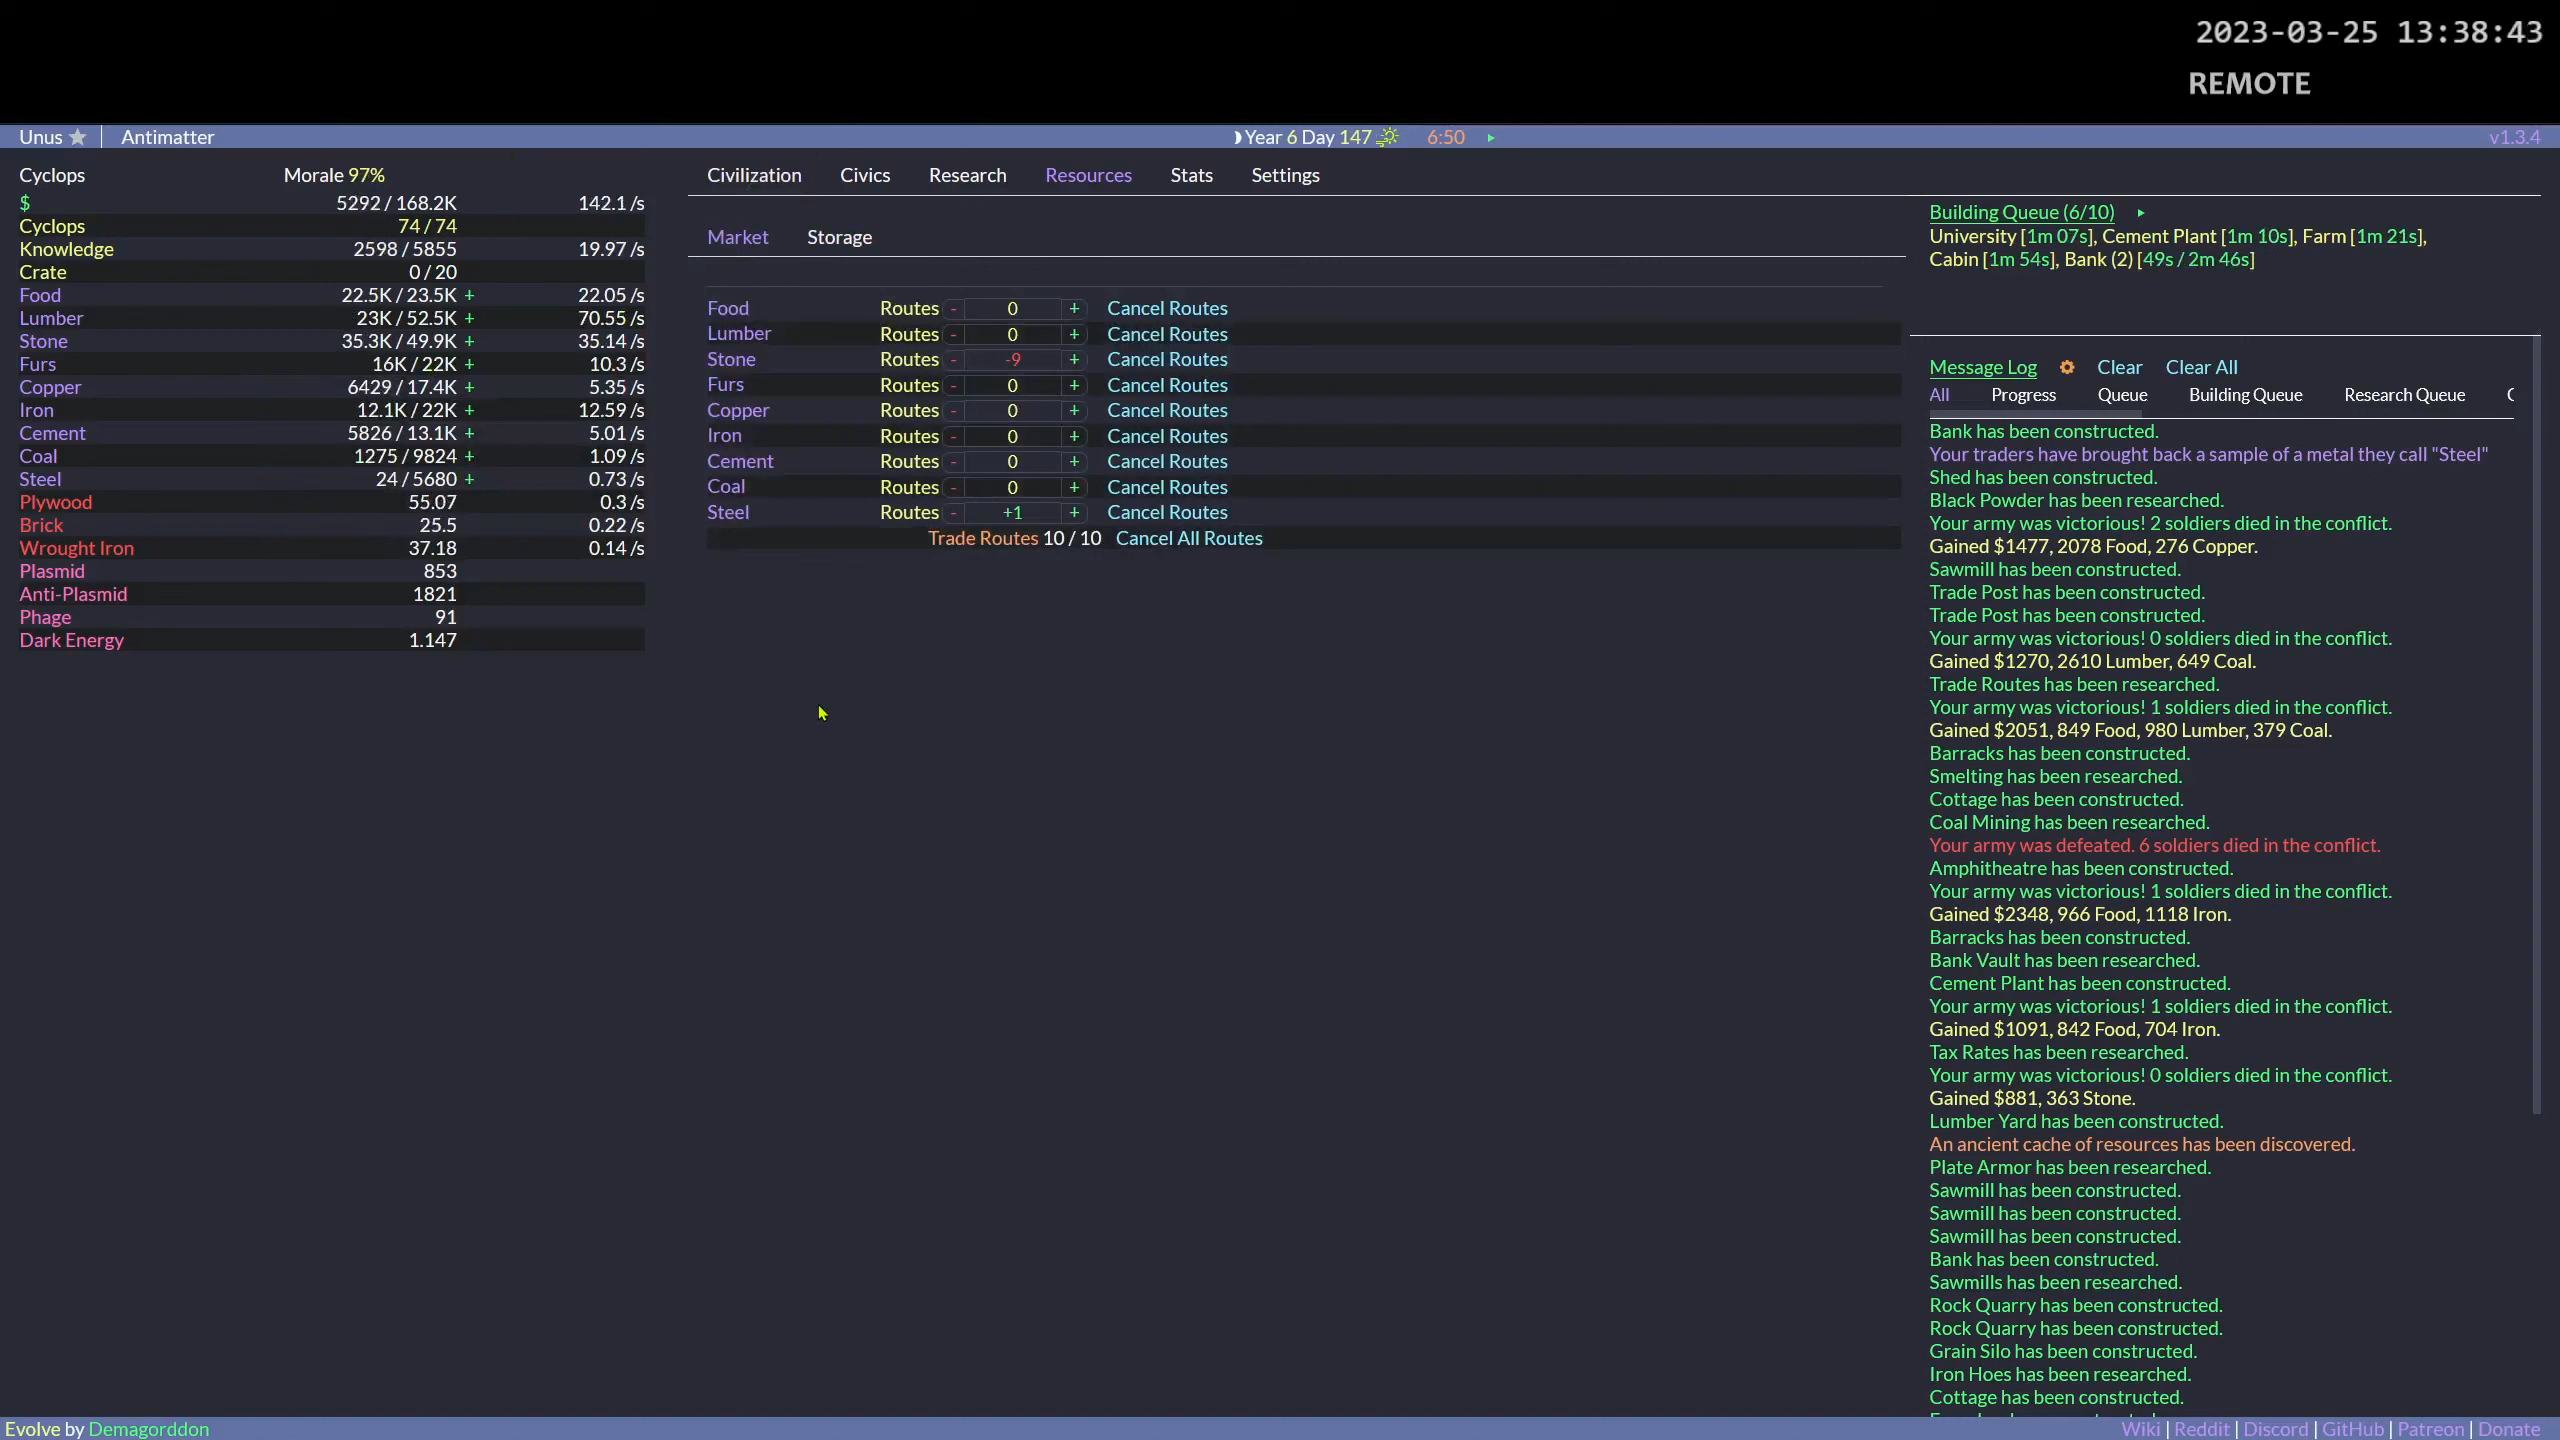 2023-03-25 13:38:43
REMOTE
Unus Antimatter Year 6 Day 147 6:50 v1.3.4
Cyclops Morale 97%
$ 5292 / 168.2K 142.1 /s
Cyclops 74 / 74
Knowledge 2598 / 5855 19.97 /s
Crate 0 / 20
Food 22.5K / 23.5K + 22.05 /s
Lumber 23K / 52.5K + 70.55 /s
Stone 35.3K / 49.9K + 35.14 /s
Furs 16K / 22K + 10.3 /s
Copper 6429 / 17.4K + 5.35 /s
Iron 12.1K / 22K + 12.59 /s
Cement 5826 / 13.1K + 5.01 /s
Coal 1275 / 9824 + 1.09 /s
Steel 24 / 5680 + 0.73 /s
Plywood 55.07 0.3 /s
Brick 25.5 0.22 /s
Wrought Iron 37.18 0.14 /s
Plasmid 853
Anti-Plasmid 1821
Phage 91
Dark Energy 1.147
Civilization Civics Research Resources Stats Settings
Market Storage
Food Routes - 0 + Cancel Routes
Lumber Routes - 0 + Cancel Routes
Stone Routes - -9 + Cancel Routes
Furs Routes - 0 + Cancel Routes
Copper Routes - 0 + Cancel Routes
Iron Routes - 0 + Cancel Routes
Cement Routes - 0 + Cancel Routes
Coal Routes - 0 + Cancel Routes
Steel Routes - +1 + Cancel Routes
Trade Routes 10 / 10 Cancel All Routes
Building Queue (6/10)
University [1m 07s], Cement Plant [1m 10s], Farm [1m 21s],
Cabin [1m 54s], Bank (2) [49s / 2m 46s]
Message Log Clear Clear All
All Progress Queue Building Queue Research Queue
Bank has been constructed.
Your traders have brought back a sample of a metal they call "Steel"
Shed has been constructed.
Black Powder has been researched.
Your army was victorious! 2 soldiers died in the conflict.
Gained $1477, 2078 Food, 276 Copper.
Sawmill has been constructed.
Trade Post has been constructed.
Trade Post has been constructed.
Your army was victorious! 0 soldiers died in the conflict.
Gained $1270, 2610 Lumber, 649 Coal.
Trade Routes has been researched.
Your army was victorious! 1 soldiers died in the conflict.
Gained $2051, 849 Food, 980 Lumber, 379 Coal.
Barracks has been constructed.
Smelting has been researched.
Cottage has been constructed.
Coal Mining has been researched.
Your army was defeated. 6 soldiers died in the conflict.
Amphitheatre has been constructed.
Your army was victorious! 1 soldiers died in the conflict.
Gained $2348, 966 Food, 1118 Iron.
Barracks has been constructed.
Bank Vault has been researched.
Cement Plant has been constructed.
Your army was victorious! 1 soldiers died in the conflict.
Gained $1091, 842 Food, 704 Iron.
Tax Rates has been researched.
Your army was victorious! 0 soldiers died in the conflict.
Gained $881, 363 Stone.
Lumber Yard has been constructed.
An ancient cache of resources has been discovered.
Plate Armor has been researched.
Sawmill has been constructed.
Sawmill has been constructed.
Sawmill has been constructed.
Bank has been constructed.
Sawmills has been researched.
Rock Quarry has been constructed.
Rock Quarry has been constructed.
Grain Silo has been constructed.
Iron Hoes has been researched.
Cottage has been constructed.
Evolve by Demagorddon Wiki | Reddit | Discord | GitHub | Patreon | Donate